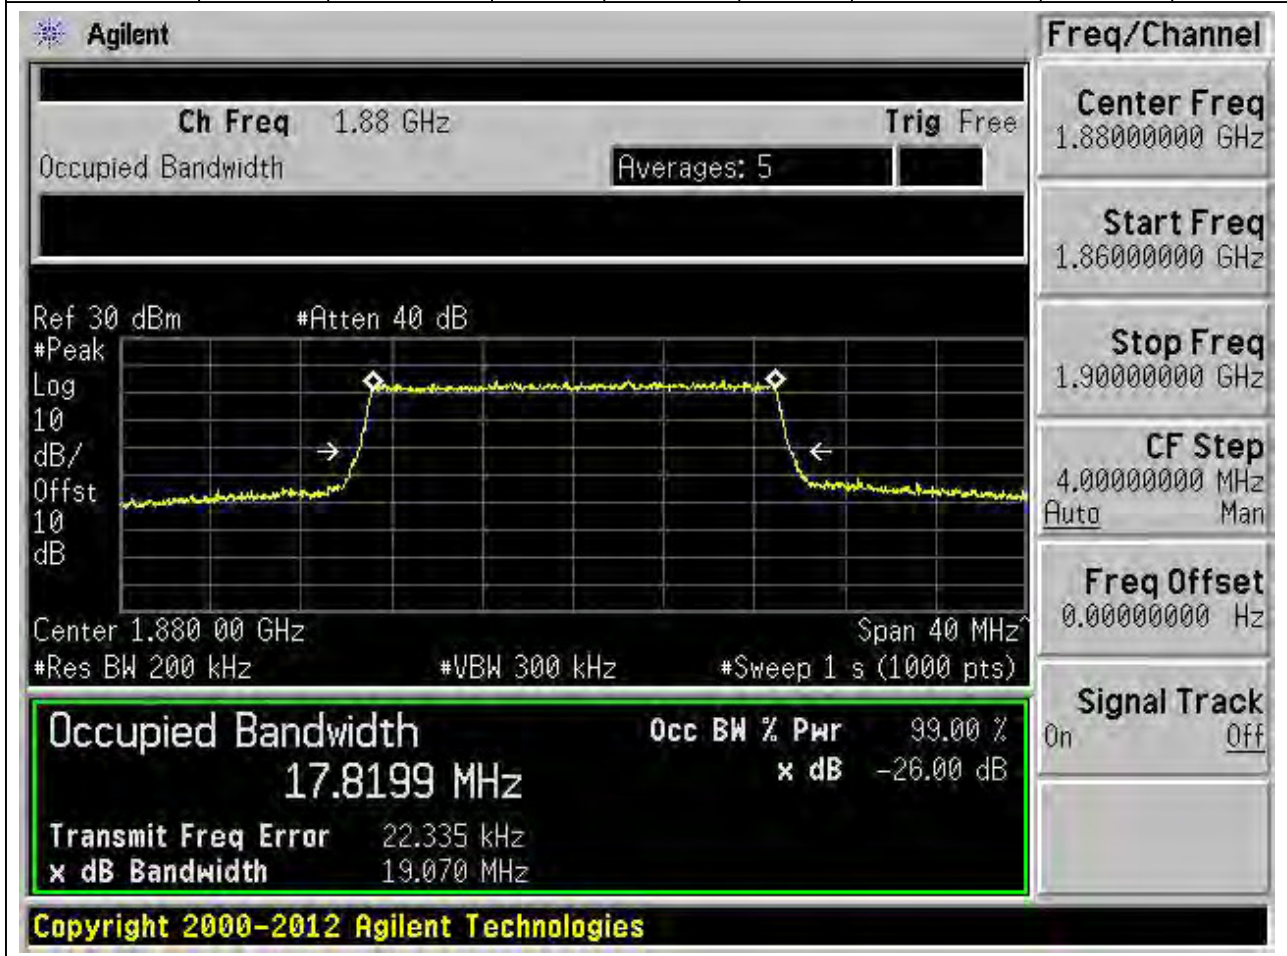 Agilent
Freq/Channel
Ch Freq 1.88 GHz Trig Free
Occupied Bandwidth Averages: 5
Center Freq
1.88000000 GHz
Start Freq
1.86000000 GHz
Stop Freq
1.90000000 GHz
CF Step
4.00000000 MHz
Auto Man
Freq Offset
0.00000000 Hz
Signal Track
On Off
Ref 30 dBm #Atten 40 dB
#Peak
Log
10
dB/
Offst
10
dB
Center 1.880 00 GHz Span 40 MHz^
#Res BW 200 kHz #VBW 300 kHz #Sweep 1 s (1000 pts)
Occupied Bandwidth Occ BW % Pwr 99.00 %
17.8199 MHz x dB -26.00 dB
Transmit Freq Error 22.335 kHz
x dB Bandwidth 19.070 MHz
Copyright 2000-2012 Agilent Technologies